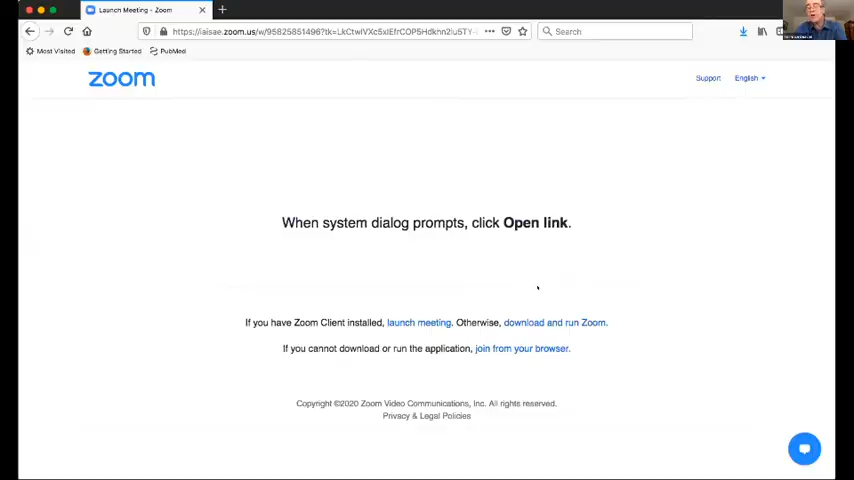 Launch Meeting - Zoom
Search
Most Visited
Getting Started
PubMed
zoom
Support
English
When system dialog prompts, click Open link.
If you have Zoom Client installed, launch meeting. Otherwise, download and run Zoom.
If you cannot download or run the application, join from your browser.
Copyright ©2020 Zoom Video Communications, Inc. All rights reserved.
Privacy & Legal Policies